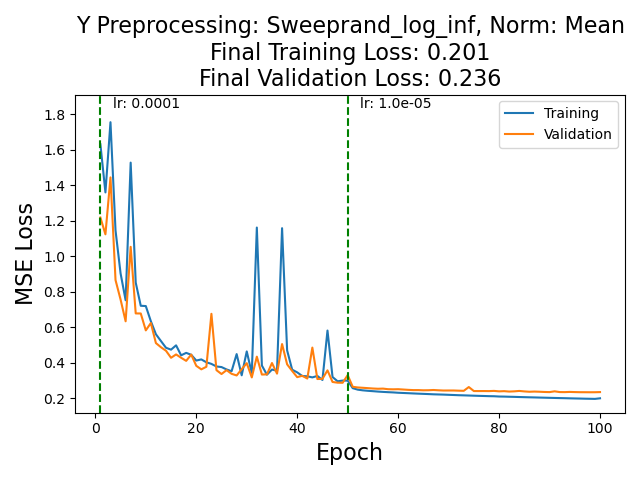 Y Preprocessing: Sweeprand_log_inf, Norm: Mean
Final Training Loss: 0.201
Final Validation Loss: 0.236
lr: 0.0001
lr: 1.0e-05
Training
Validation
MSE Loss
1.8
1.6
1.4
1.2
1.0
0.8
0.6
0.4
0.2
0
20
40
60
80
100
Epoch